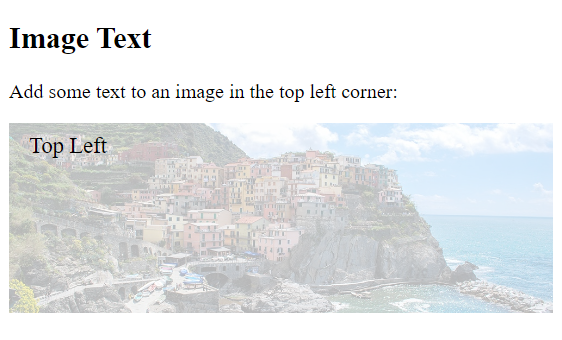 Image Text
Add some text to an image in the top left corner:
Top Left